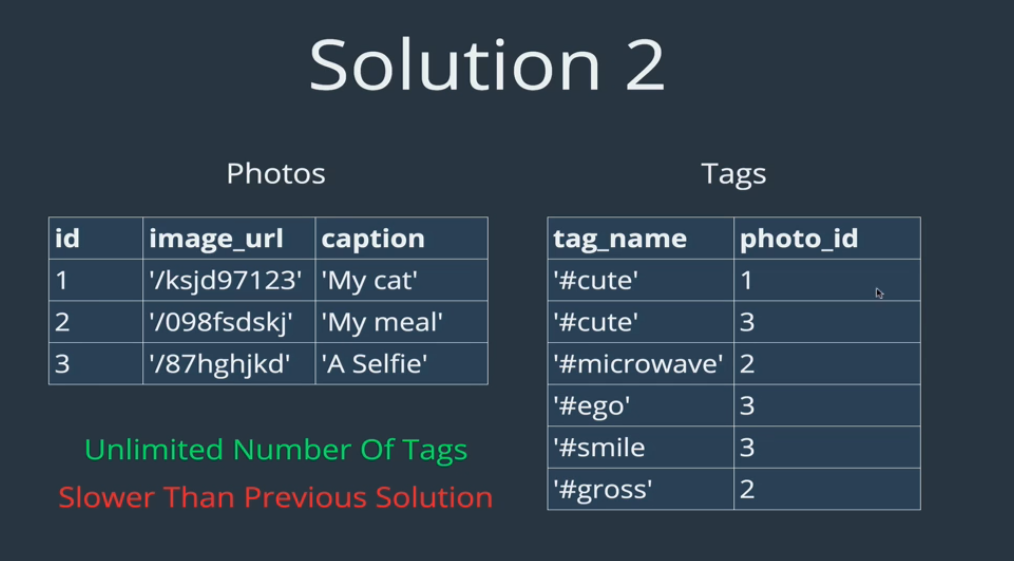 Solution 2
Photos
id image_url caption
1 '/ksjd97123' 'My cat'
2 '/098fsdskj' 'My meal'
3 '/87hghjkd' 'A Selfie'
Unlimited Number Of Tags
Slower Than Previous Solution
Tags
tag_name photo_id
'#cute' 1
'#cute' 3
'#microwave' 2
'#ego' 3
'#smile 3
'#gross' 2